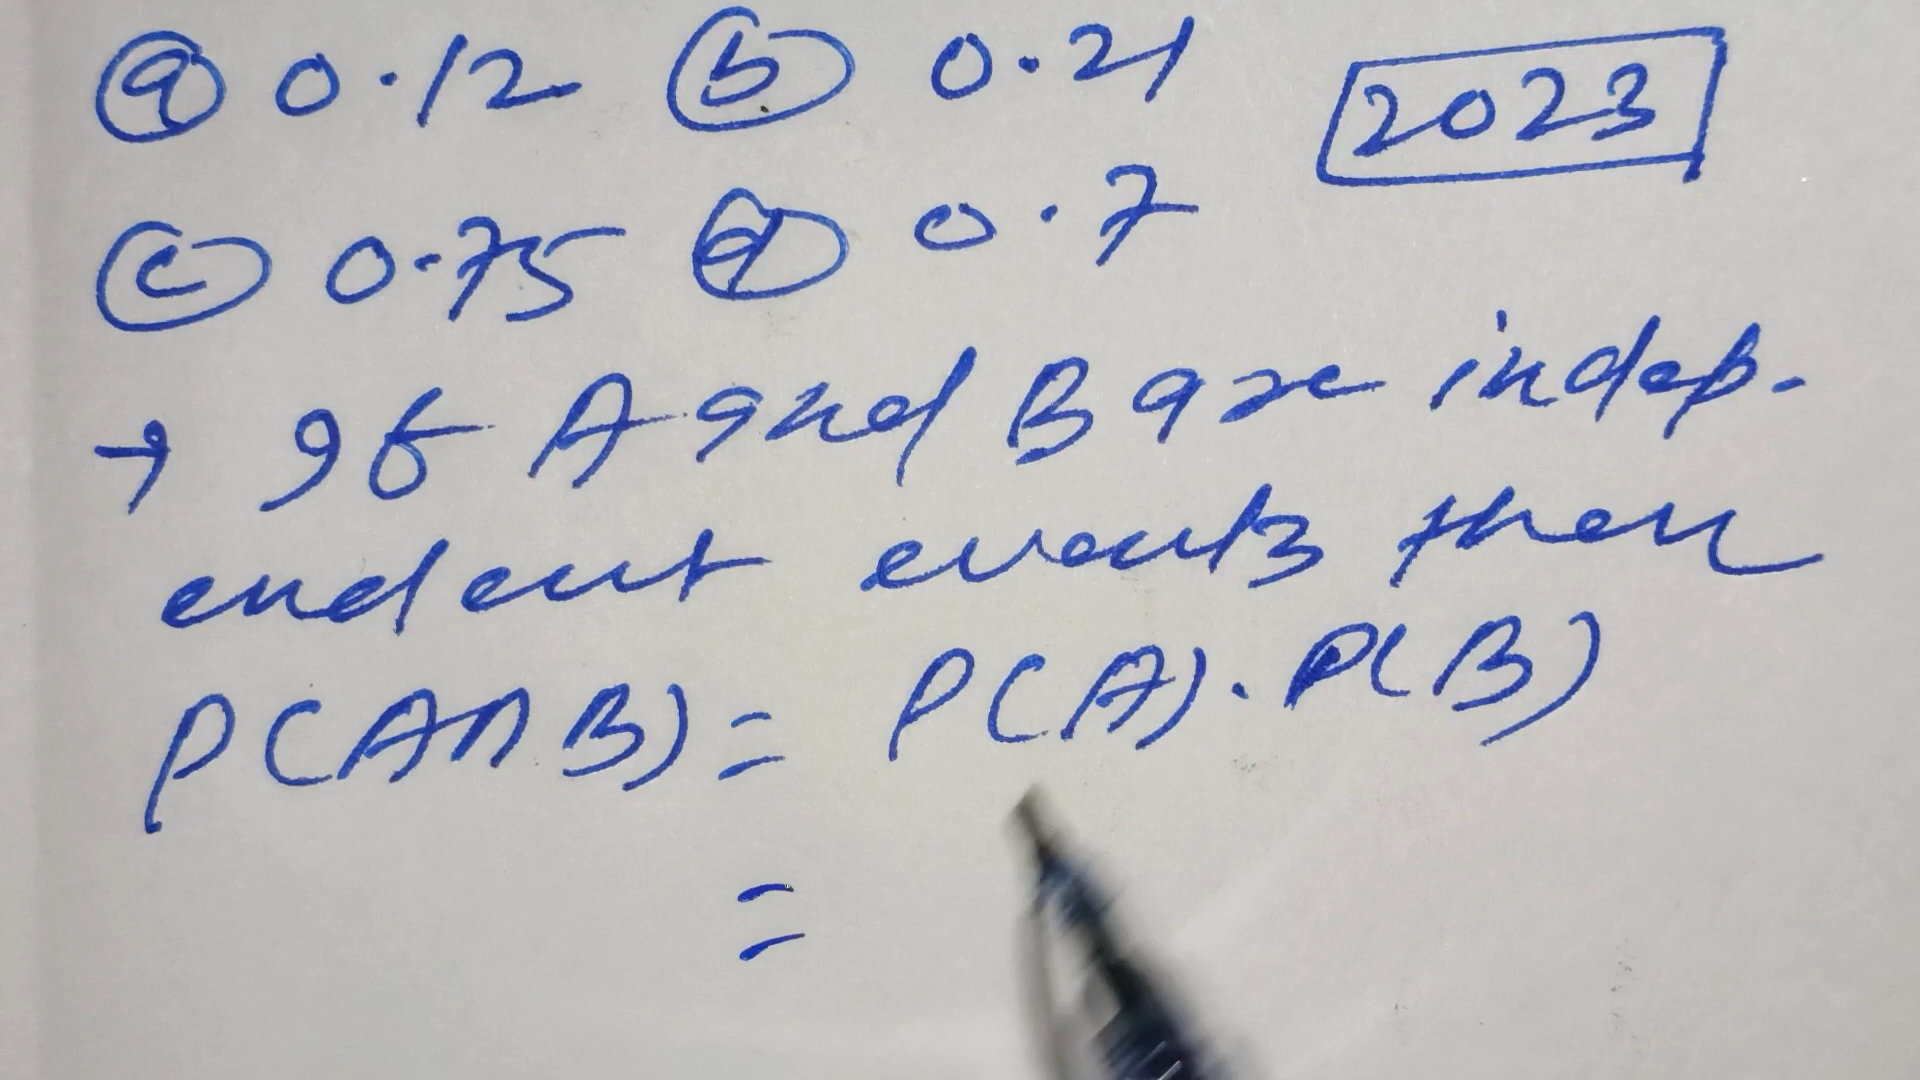 (a) 0.12 (b) 0.21 2023
(c) 0.75 (d) 0.7
→ If A and B are indep-
endent events then
P(A∩B) = P(A).P(B)
=